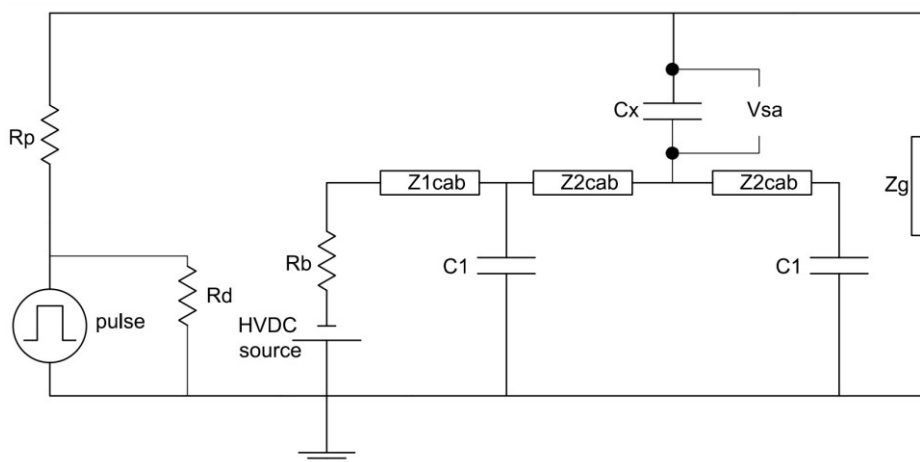 Cx
Vsa
Rp
Z1cab
Z2cab
Z2cab
Zg
Rb
C1
C1
Rd
pulse
HVDC
source